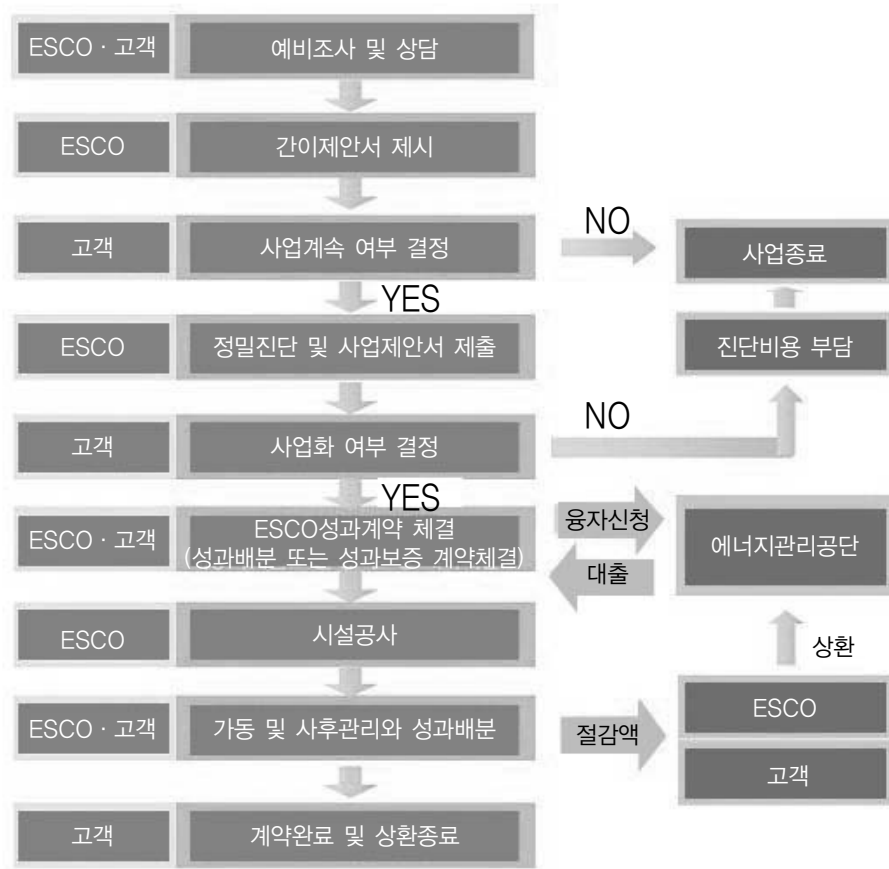 ESCO · 고객
예비조사 및 상담
ESCO
간이제안서 제시
고객
사업계속 여부 결정
NO
사업종료
YES
ESCO
정밀진단 및 사업제안서 제출
진단비용 부담
고객
사업화 여부 결정
NO
YES
ESCO · 고객
ESCO성과계약 체결
(성과배분 또는 성과보증 계약체결)
융자신청
대출
에너지관리공단
ESCO
시설공사
상환
ESCO · 고객
가동 및 사후관리와 성과배분
절감액
ESCO
고객
고객
계약완료 및 상환종료